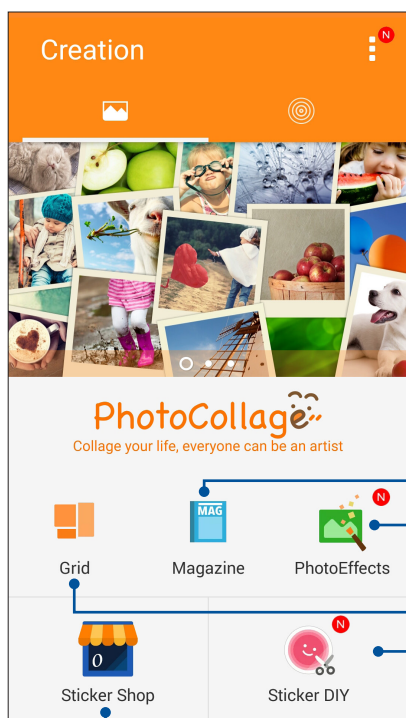 Creation
N
PhotoCollage
Collage your life, everyone can be an artist
MAG
N
Grid
Magazine
PhotoEffects
0
N
Sticker Shop
Sticker DIY